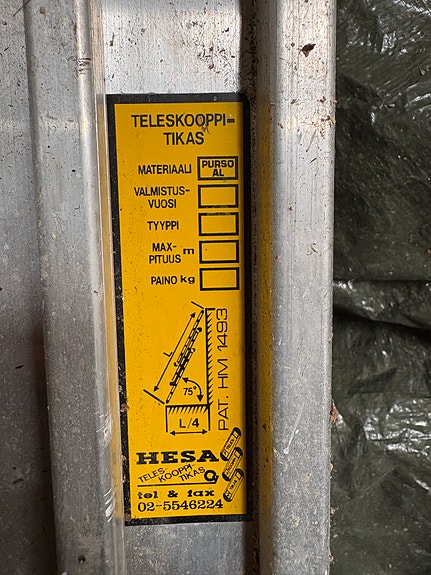 TELESKOOPPI-
TIKAS
MATERIAALI PURSO
AL
VALMISTUS-
VUOSI
TYYPPI
MAX- m
PITUUS
PAINO kg
L
75°
L/4
PAT. HM 1493
HESA
TELES
KOOPPI
TIKAS
tel & fax
02-5546224